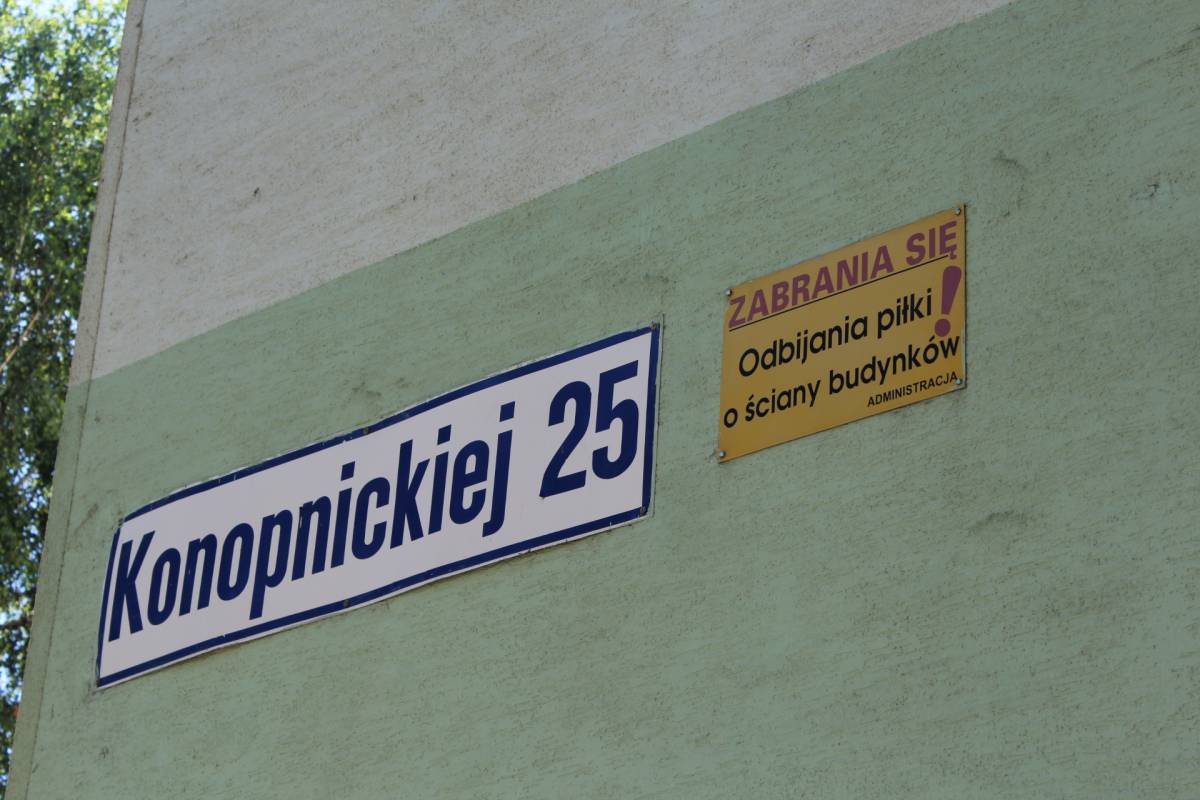 Konopnickiej 25
ZABRANIA SIĘ
Odbijania piłki !
o ściany budynków
ADMINISTRACJA